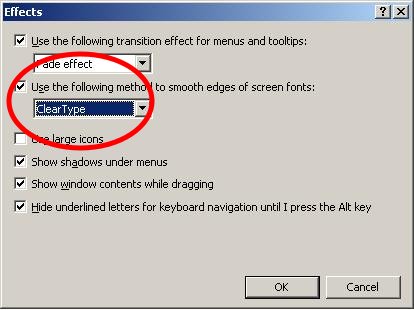 Effects
Use the following transition effect for menus and tooltips:
Fade effect
Use the following method to smooth edges of screen fonts:
ClearType
Use large icons
Show shadows under menus
Show window contents while dragging
Hide underlined letters for keyboard navigation until I press the Alt key
OK
Cancel